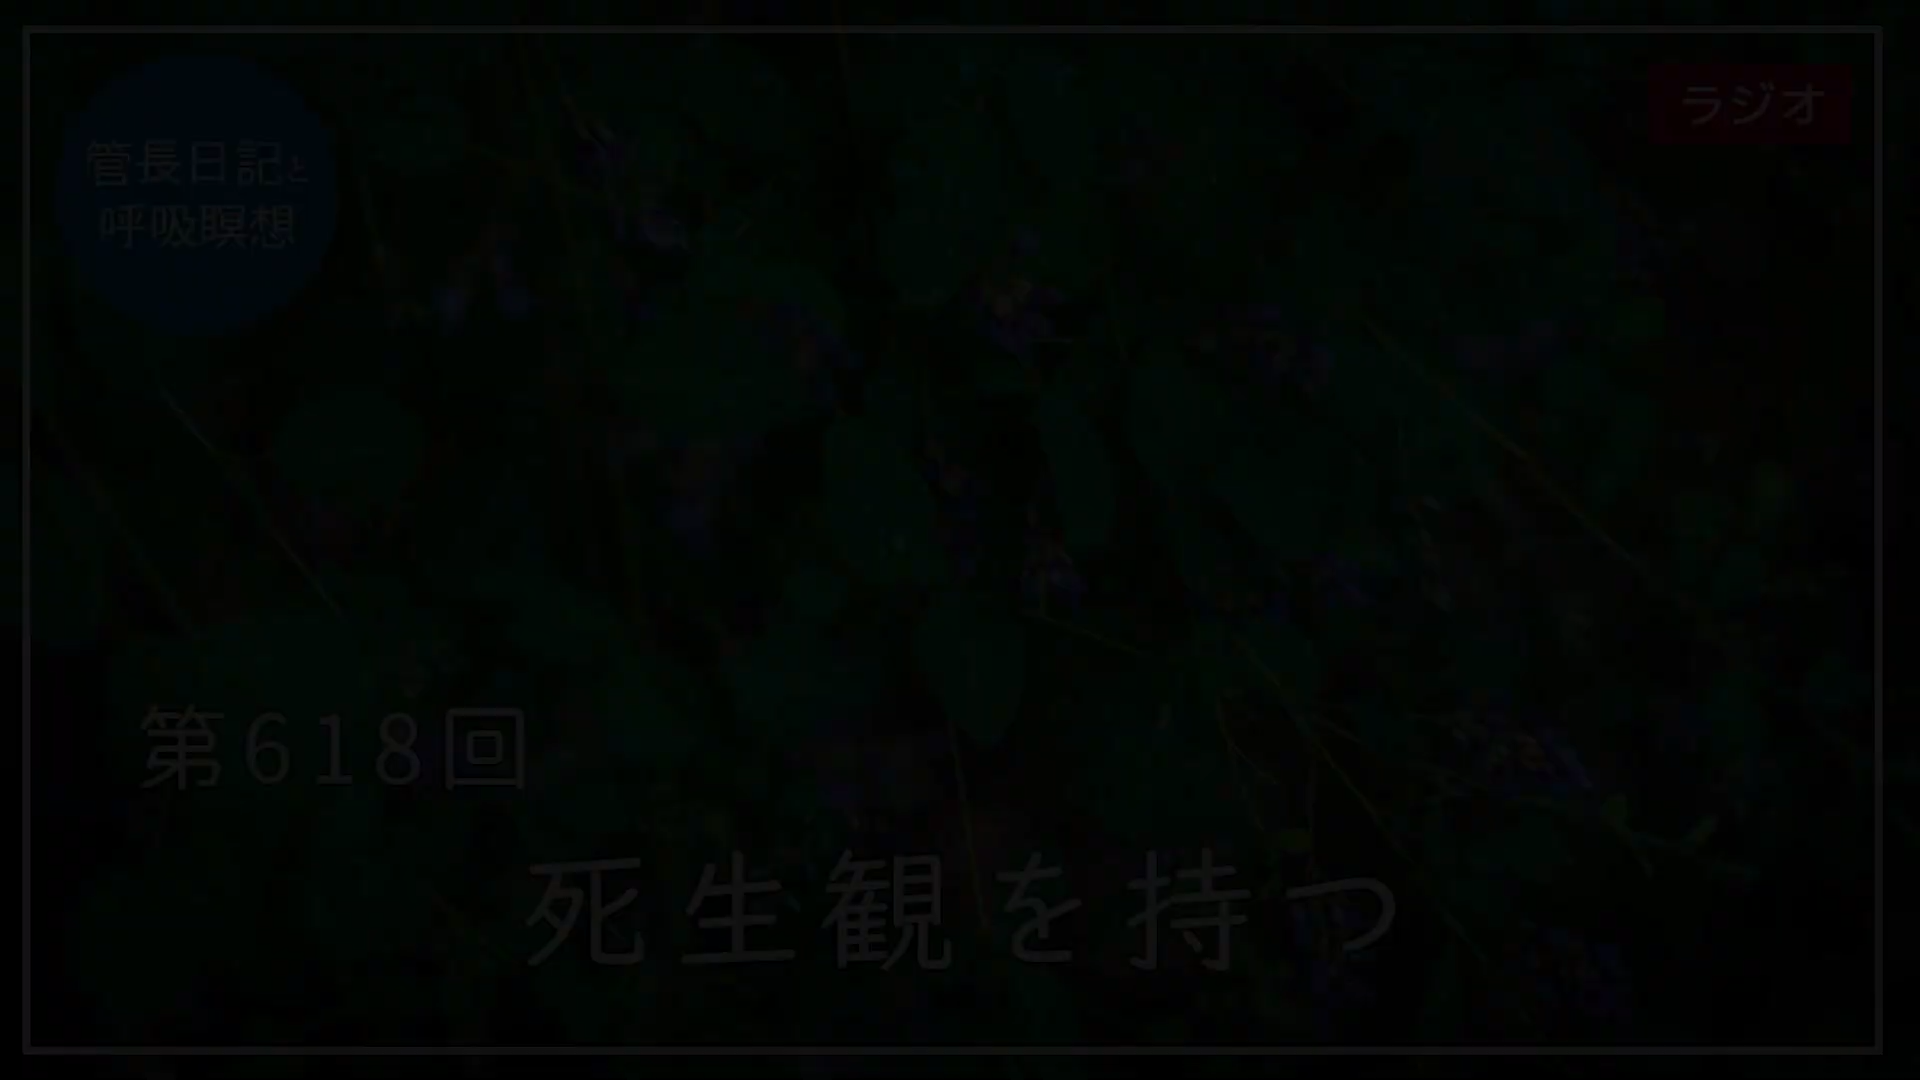 管長日記と
呼吸瞑想
ラジオ
第618回
死生観を持つ